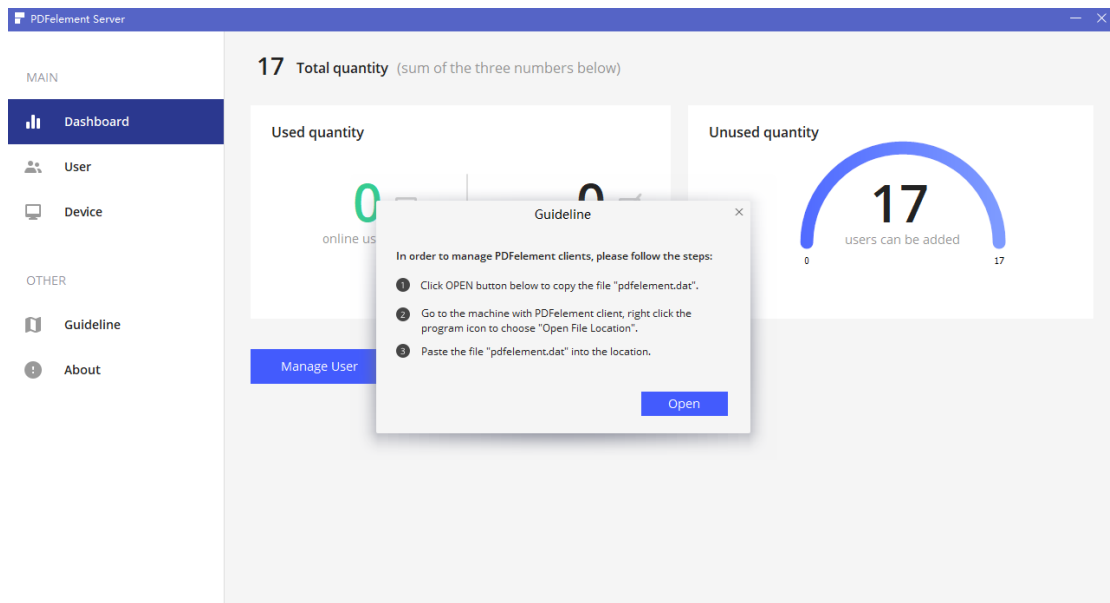 PDFelement Server
MAIN
Dashboard
User
Device
OTHER
Guideline
About
17 Total quantity (sum of the three numbers below)
Used quantity
0
online us
0
Unused quantity
17
users can be added
0
17
Manage User
Guideline
In order to manage PDFelement clients, please follow the steps:
1 Click OPEN button below to copy the file "pdfelement.dat".
2 Go to the machine with PDFelement client, right click the
program icon to choose "Open File Location".
3 Paste the file "pdfelement.dat" into the location.
Open